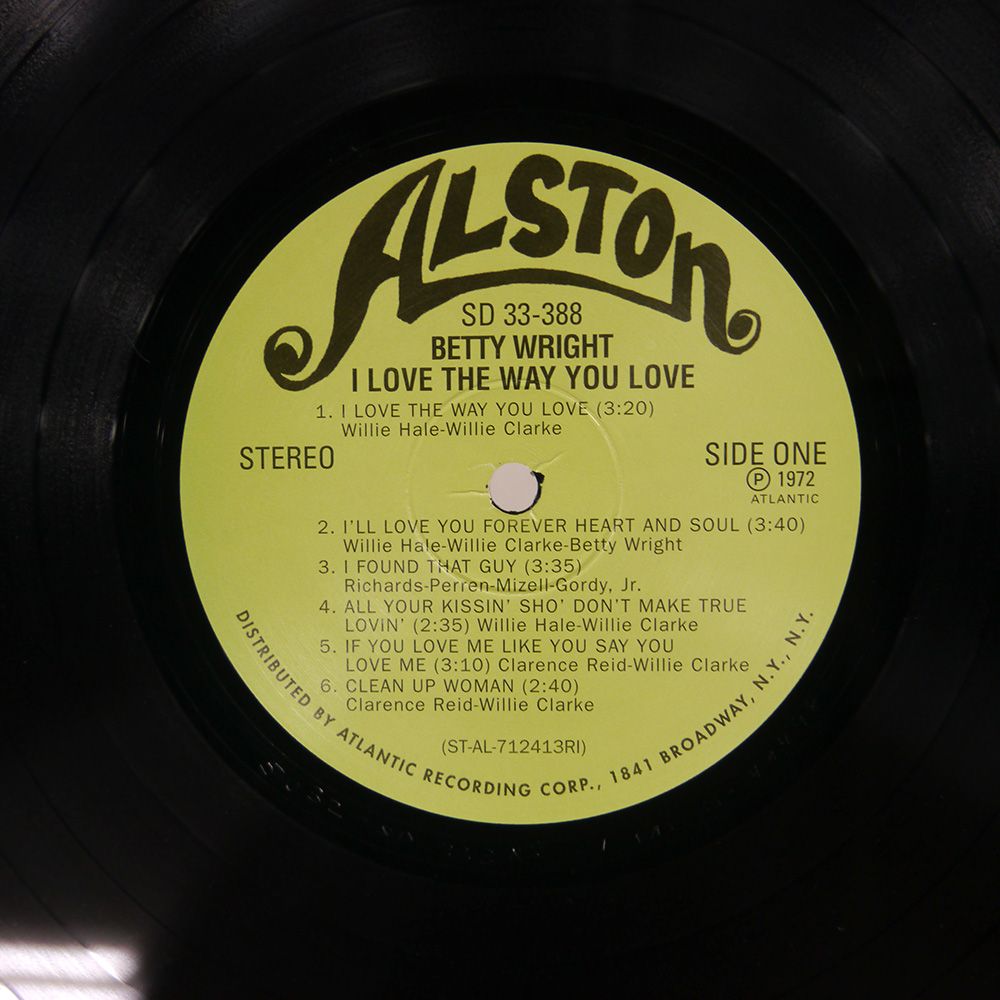 ALSTON
SD 33-388
BETTY WRIGHT
I LOVE THE WAY YOU LOVE
1. I LOVE THE WAY YOU LOVE (3:20)
Willie Hale-Willie Clarke
STEREO
SIDE ONE
Ⓟ 1972
ATLANTIC
2. I'LL LOVE YOU FOREVER HEART AND SOUL (3:40)
Willie Hale-Willie Clarke-Betty Wright
3. I FOUND THAT GUY (3:35)
Richards-Perren-Mizell-Gordy, Jr.
4. ALL YOUR KISSIN' SHO' DON'T MAKE TRUE
LOVIN' (2:35) Willie Hale-Willie Clarke
5. IF YOU LOVE ME LIKE YOU SAY YOU
LOVE ME (3:10) Clarence Reid-Willie Clarke
6. CLEAN UP WOMAN (2:40)
Clarence Reid-Willie Clarke
(ST-AL-712413RI)
DISTRIBUTED BY ATLANTIC RECORDING CORP., 1841 BROADWAY, N.Y., N.Y.